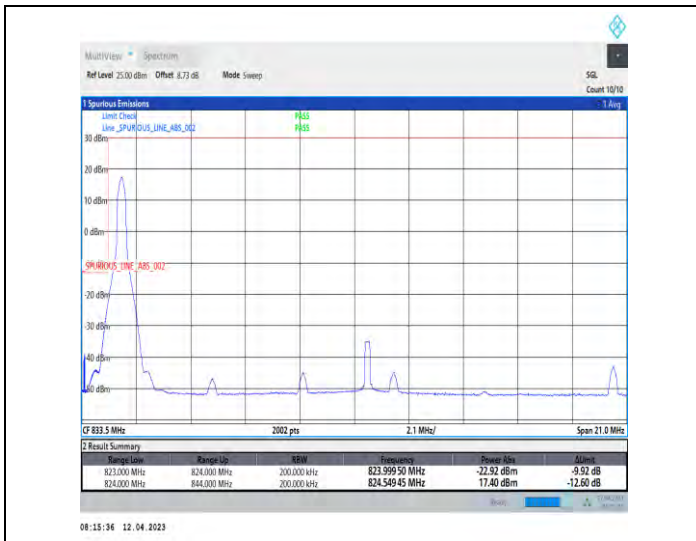 MultiView Spectrum
Ref Level 25.00 dBm Offset 8.73 dB Mode Sweep SGL
Count 10/10
1 Spurious Emissions 1 Avg
Limit Check PASS
Line _SPURIOUS_LINE_ABS_002 PASS
30 dBm
20 dBm
10 dBm
0 dBm
_SPURIOUS_LINE_ABS_002
-20 dBm
-30 dBm
-40 dBm
CF 833.5 MHz 2002 pts 2.1 MHz/ Span 21.0 MHz
2 Result Summary
Range Low Range Up RBW Frequency Power Abs ΔLimit
823.000 MHz 824.000 MHz 200.000 kHz 823.99950 MHz -22.92 dBm -9.92 dB
824.000 MHz 844.000 MHz 200.000 kHz 824.54945 MHz 17.40 dBm -12.60 dB
08:15:36 12.04.2023